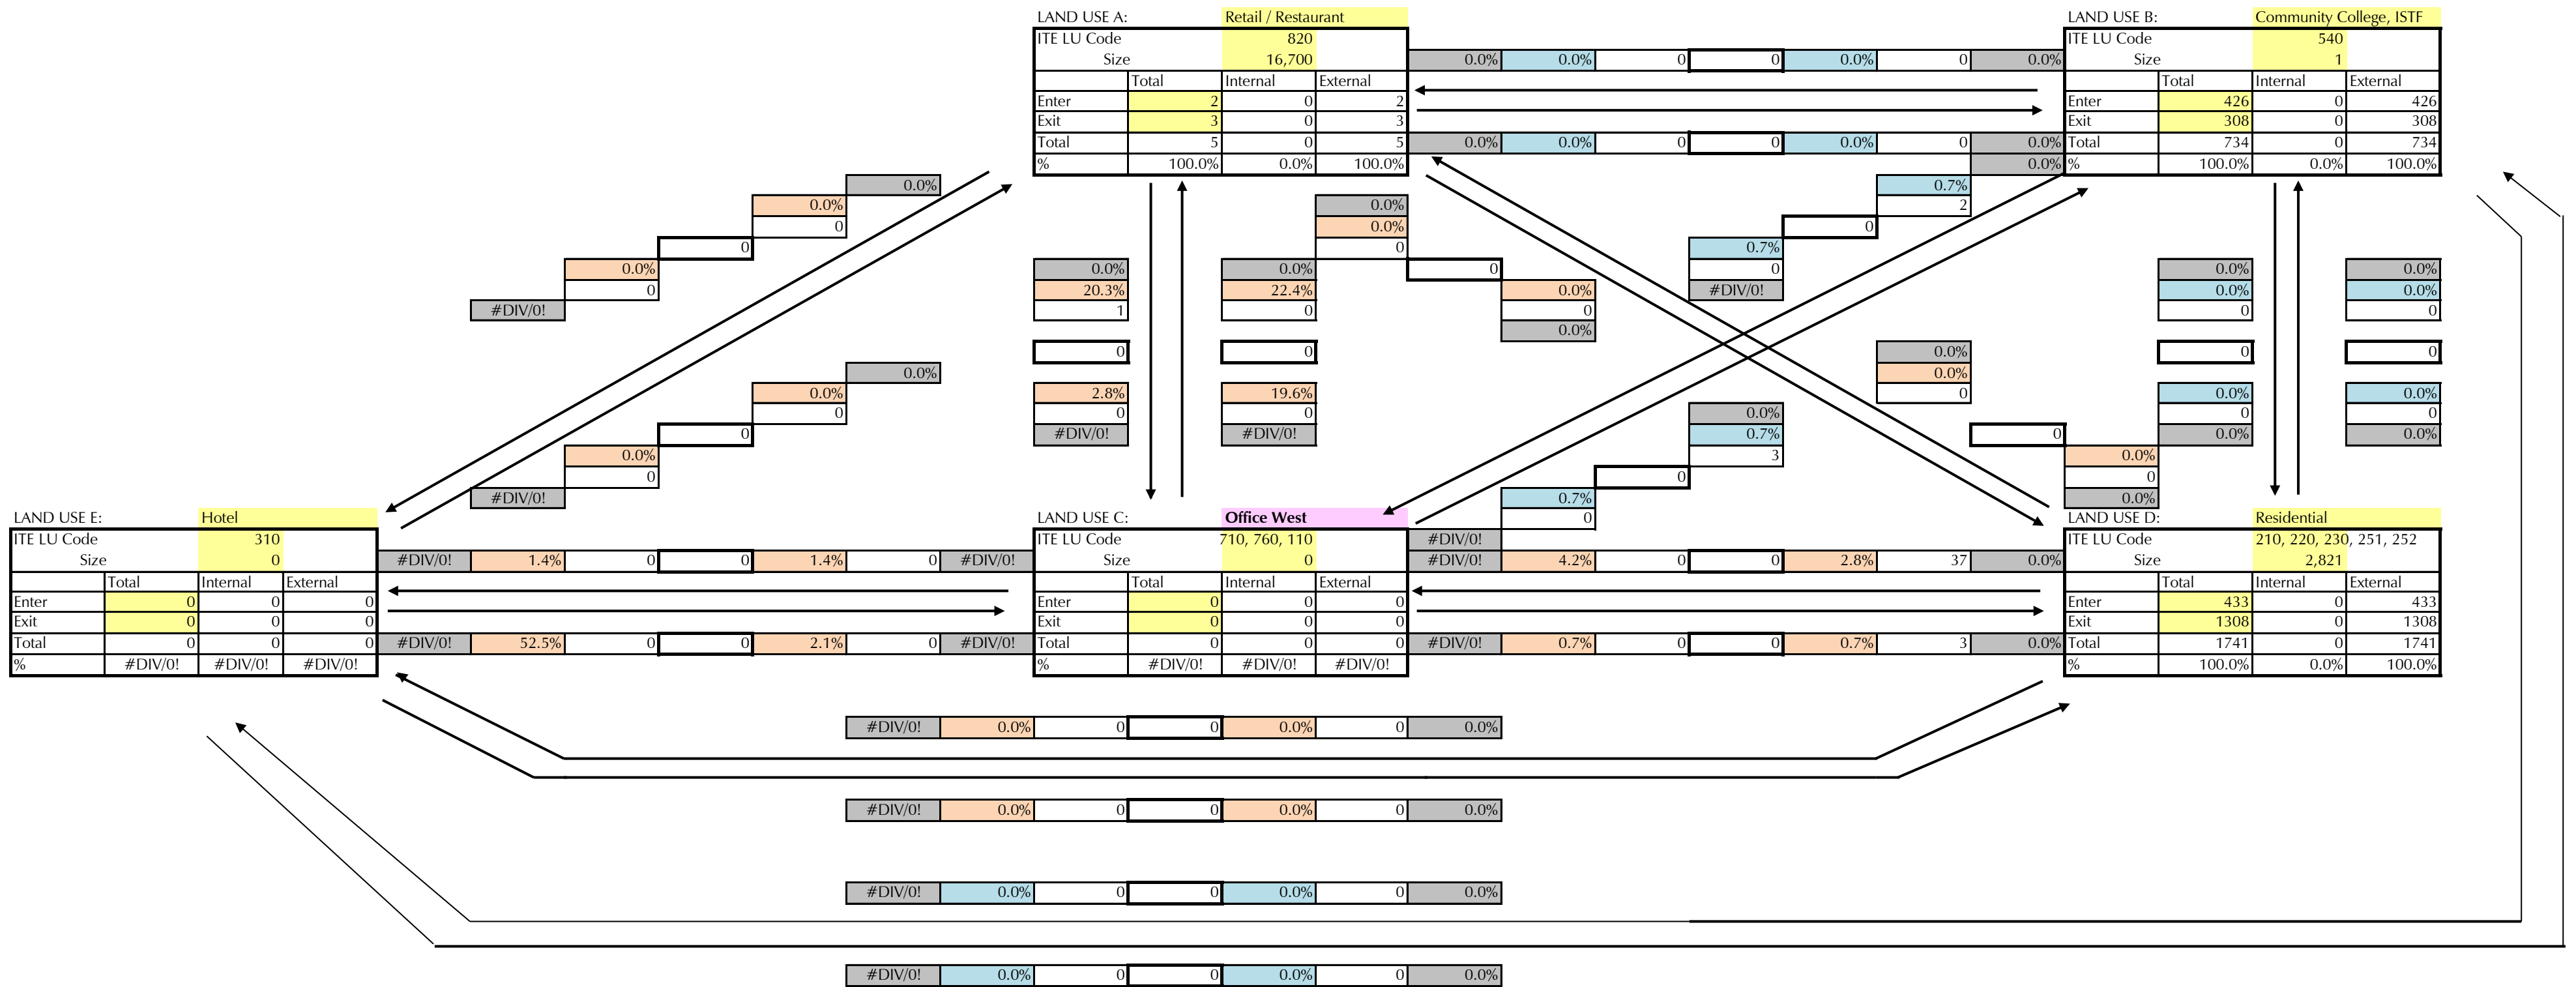 LAND USE A: Retail / Restaurant LAND USE B: Community College, ISTF
ITE LU Code 820 ITE LU Code 540
Size 16,700 0.0% 0.0% 0 0 0.0% 0 0.0% Size 1
Total Internal External Total Internal External
Enter 2 0 2 Enter 426 0 426
Exit 3 0 3 Exit 308 0 308
Total 5 0 5 0.0% 0.0% 0 0 0.0% 0 0.0% Total 734 0 734
% 100.0% 0.0% 100.0% 0.0% % 100.0% 0.0% 100.0%
0.0% 0.7%
0.0% 0.0% 2
0 0.0% 0
0 0 0.7%
0.0% 0.0% 0.0% 0 0 0.0% 0.0%
0 20.3% 22.4% 0.0% #DIV/0! 0.0% 0.0%
#DIV/0! 1 0 0 0 0
0.0%
0 0 0.0% 0 0
0.0% 0.0%
0.0% 2.8% 19.6% 0 0.0% 0.0%
0 0 0 0.0% 0 0
0 #DIV/0! #DIV/0! 0.7% 0 0.0% 0.0%
0.0% 3 0.0%
0 0 0
#DIV/0! 0.7% 0.0%
LAND USE E: Hotel LAND USE C: Office West 0 LAND USE D: Residential
ITE LU Code 310 ITE LU Code 710, 760, 110 #DIV/0! ITE LU Code 210, 220, 230, 251, 252
Size 0 #DIV/0! 1.4% 0 0 1.4% 0 #DIV/0! Size 0 #DIV/0! 4.2% 0 0 2.8% 37 0.0% Size 2,821
Total Internal External Total Internal External Total Internal External
Enter 0 0 0 Enter 0 0 0 Enter 433 0 433
Exit 0 0 0 Exit 0 0 0 Exit 1308 0 1308
Total 0 0 0 #DIV/0! 52.5% 0 0 2.1% 0 #DIV/0! Total 0 0 0 #DIV/0! 0.7% 0 0 0.7% 3 0.0% Total 1741 0 1741
% #DIV/0! #DIV/0! #DIV/0! % #DIV/0! #DIV/0! #DIV/0! % 100.0% 0.0% 100.0%
#DIV/0! 0.0% 0 0 0.0% 0 0.0%
#DIV/0! 0.0% 0 0 0.0% 0 0.0%
#DIV/0! 0.0% 0 0 0.0% 0 0.0%
#DIV/0! 0.0% 0 0 0.0% 0 0.0%